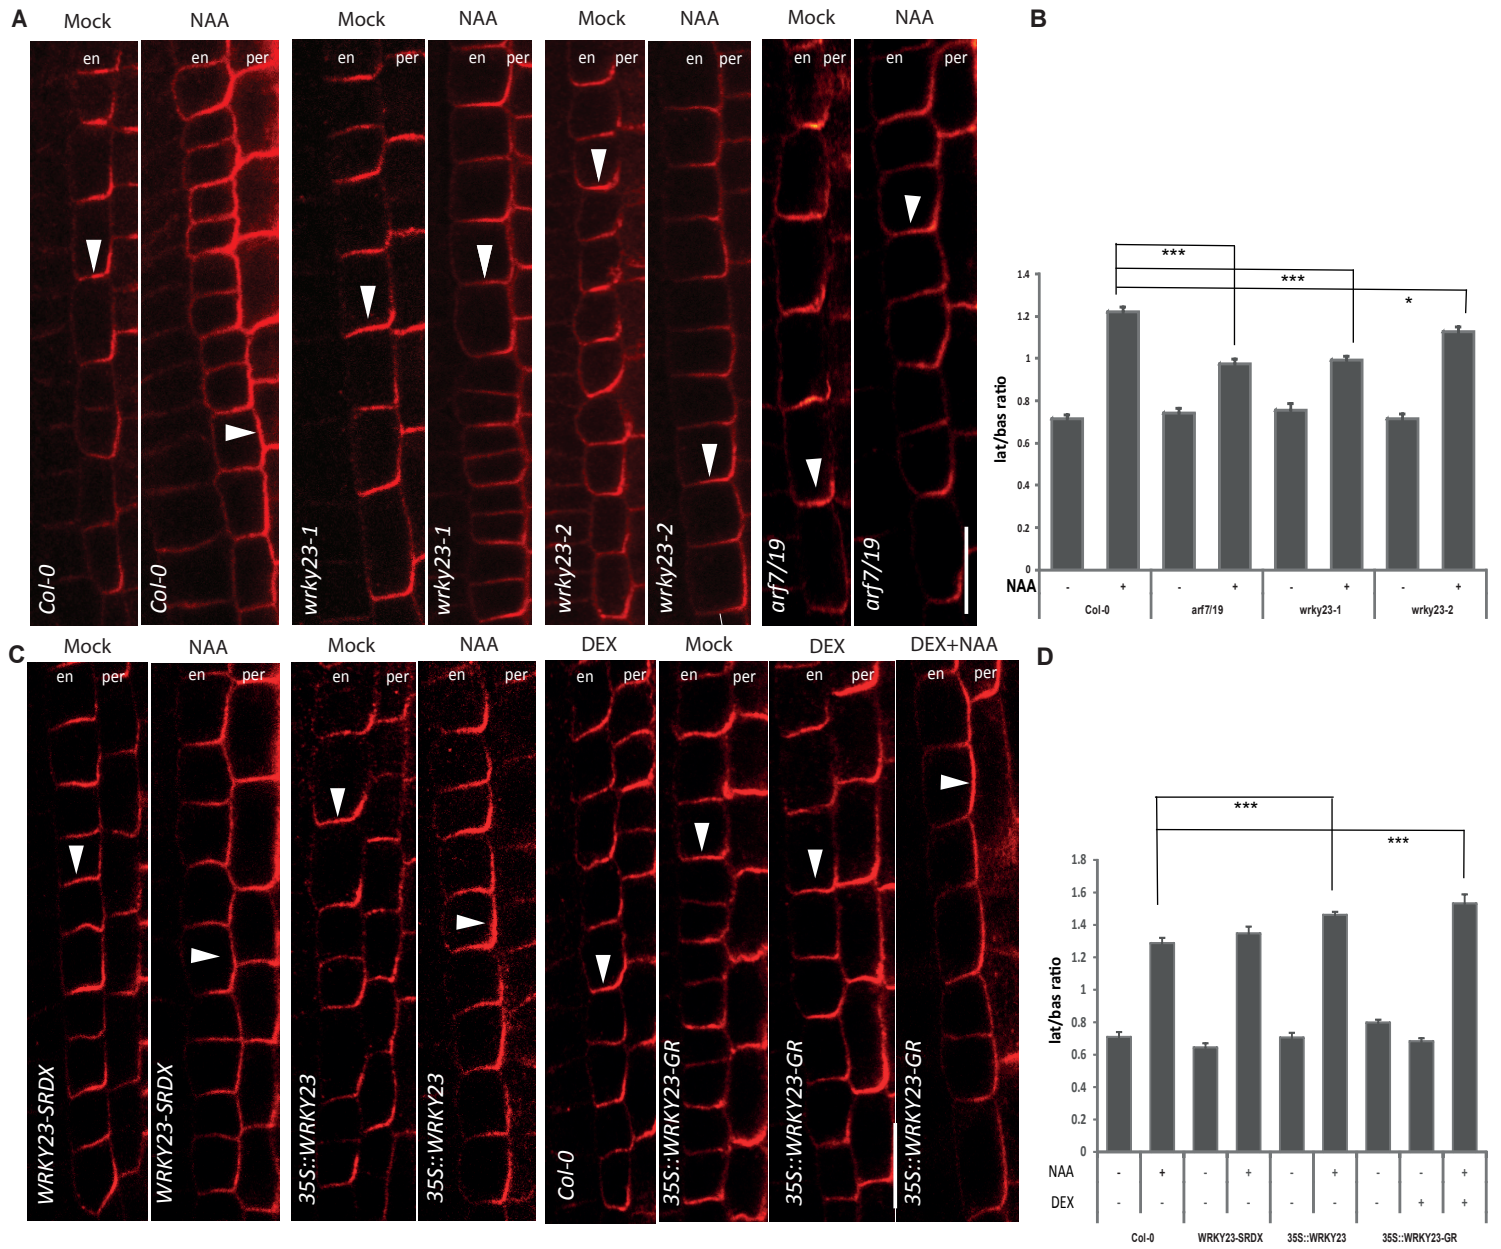 A
Mock NAA Mock NAA Mock NAA Mock NAA
en en per en per en per en per en per en per en per
Col-0 Col-0 wrky23-1 wrky23-1 wrky23-2 wrky23-2 arf7/19 arf7/19
B
***
***
*
lat/bas ratio
1.4
1.2
1
0.8
0.6
0.4
0.2
0
NAA - + - + - + - +
Col-0 arf7/19 wrky23-1 wrky23-2
C
Mock NAA Mock NAA DEX Mock DEX DEX+NAA
en per en per en per en per en per en per en per en per
WRKY23-SRDX WRKY23-SRDX 35S::WRKY23 35S::WRKY23 Col-0 35S::WRKY23-GR 35S::WRKY23-GR 35S::WRKY23-GR
D
***
***
lat/bas ratio
1.8
1.6
1.4
1.2
1
0.8
0.6
0.4
0.2
0
NAA - + - + - + - - +
DEX - - - - - - - + +
Col-0 WRKY23-SRDX 35S::WRKY23 35S::WRKY23-GR